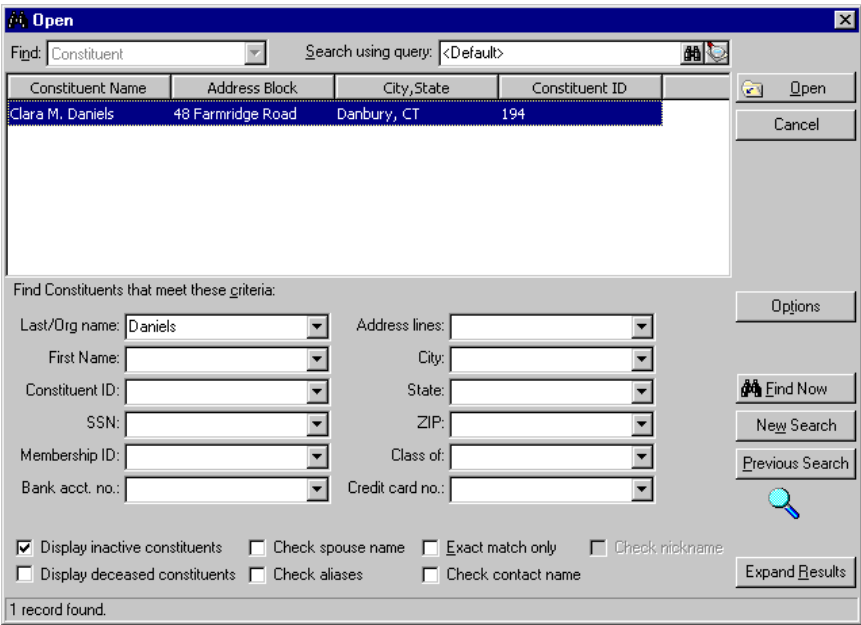 Open
Find: Constituent Search using query: <Default>
Constituent Name Address Block City,State Constituent ID
Open
Clara M. Daniels 48 Farmridge Road Danbury, CT 194
Cancel
Find Constituents that meet these criteria:
Options
Last/Org name: Daniels Address lines:
First Name: City:
Constituent ID: State:
Find Now
SSN: ZIP:
New Search
Membership ID: Class of:
Previous Search
Bank acct. no.: Credit card no.:
Display inactive constituents Check spouse name Exact match only Check nickname
Display deceased constituents Check aliases Check contact name
Expand Results
1 record found.